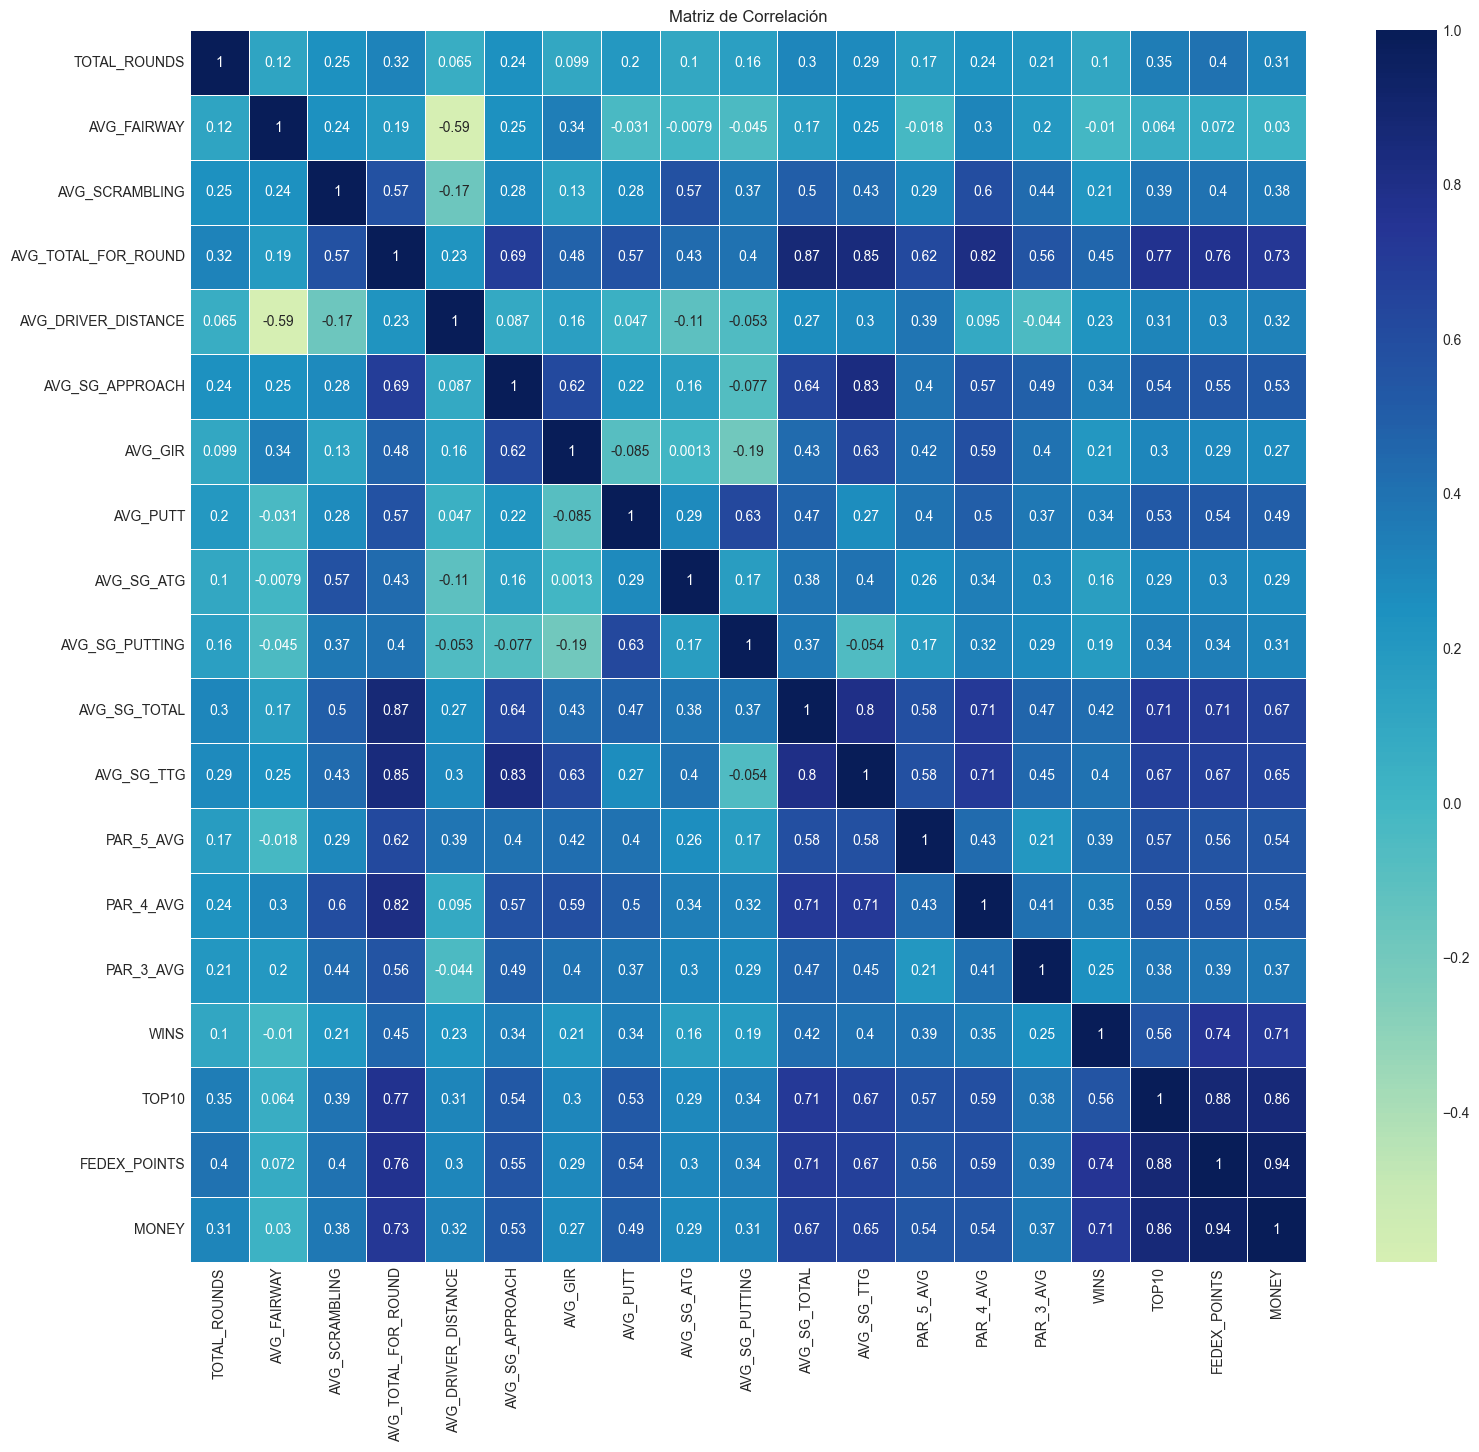 Matriz de Correlación
TOTAL_ROUNDS 1 0.12 0.25 0.32 0.065 0.24 0.099 0.2 0.1 0.16 0.3 0.29 0.17 0.24 0.21 0.1 0.35 0.4 0.31
AVG_FAIRWAY 0.12 1 0.24 0.19 -0.59 0.25 0.34 -0.031 -0.0079 -0.045 0.17 0.25 -0.018 0.3 0.2 -0.01 0.064 0.072 0.03
AVG_SCRAMBLING 0.25 0.24 1 0.57 -0.17 0.28 0.13 0.28 0.57 0.37 0.5 0.43 0.29 0.6 0.44 0.21 0.39 0.4 0.38
AVG_TOTAL_FOR_ROUND 0.32 0.19 0.57 1 0.23 0.69 0.48 0.57 0.43 0.4 0.87 0.85 0.62 0.82 0.56 0.45 0.77 0.76 0.73
AVG_DRIVER_DISTANCE 0.065 -0.59 -0.17 0.23 1 0.087 0.16 0.047 -0.11 -0.053 0.27 0.3 0.39 0.095 -0.044 0.23 0.31 0.3 0.32
AVG_SG_APPROACH 0.24 0.25 0.28 0.69 0.087 1 0.62 0.22 0.16 -0.077 0.64 0.83 0.4 0.57 0.49 0.34 0.54 0.55 0.53
AVG_GIR 0.099 0.34 0.13 0.48 0.16 0.62 1 -0.085 0.0013 -0.19 0.43 0.63 0.42 0.59 0.4 0.21 0.3 0.29 0.27
AVG_PUTT 0.2 -0.031 0.28 0.57 0.047 0.22 -0.085 1 0.29 0.63 0.47 0.27 0.4 0.5 0.37 0.34 0.53 0.54 0.49
AVG_SG_ATG 0.1 -0.0079 0.57 0.43 -0.11 0.16 0.0013 0.29 1 0.17 0.38 0.4 0.26 0.34 0.3 0.16 0.29 0.3 0.29
AVG_SG_PUTTING 0.16 -0.045 0.37 0.4 -0.053 -0.077 -0.19 0.63 0.17 1 0.37 -0.054 0.17 0.32 0.29 0.19 0.34 0.34 0.31
AVG_SG_TOTAL 0.3 0.17 0.5 0.87 0.27 0.64 0.43 0.47 0.38 0.37 1 0.8 0.58 0.71 0.47 0.42 0.71 0.71 0.67
AVG_SG_TTG 0.29 0.25 0.43 0.85 0.3 0.83 0.63 0.27 0.4 -0.054 0.8 1 0.58 0.71 0.45 0.4 0.67 0.67 0.65
PAR_5_AVG 0.17 -0.018 0.29 0.62 0.39 0.4 0.42 0.4 0.26 0.17 0.58 0.58 1 0.43 0.21 0.39 0.57 0.56 0.54
PAR_4_AVG 0.24 0.3 0.6 0.82 0.095 0.57 0.59 0.5 0.34 0.32 0.71 0.71 0.43 1 0.41 0.35 0.59 0.59 0.54
PAR_3_AVG 0.21 0.2 0.44 0.56 -0.044 0.49 0.4 0.37 0.3 0.29 0.47 0.45 0.21 0.41 1 0.25 0.38 0.39 0.37
WINS 0.1 -0.01 0.21 0.45 0.23 0.34 0.21 0.34 0.16 0.19 0.42 0.4 0.39 0.35 0.25 1 0.56 0.74 0.71
TOP10 0.35 0.064 0.39 0.77 0.31 0.54 0.3 0.53 0.29 0.34 0.71 0.67 0.57 0.59 0.38 0.56 1 0.88 0.86
FEDEX_POINTS 0.4 0.072 0.4 0.76 0.3 0.55 0.29 0.54 0.3 0.34 0.71 0.67 0.56 0.59 0.39 0.74 0.88 1 0.94
MONEY 0.31 0.03 0.38 0.73 0.32 0.53 0.27 0.49 0.29 0.31 0.67 0.65 0.54 0.54 0.37 0.71 0.86 0.94 1
TOTAL_ROUNDS
AVG_FAIRWAY
AVG_SCRAMBLING
AVG_TOTAL_FOR_ROUND
AVG_DRIVER_DISTANCE
AVG_SG_APPROACH
AVG_GIR
AVG_PUTT
AVG_SG_ATG
AVG_SG_PUTTING
AVG_SG_TOTAL
AVG_SG_TTG
PAR_5_AVG
PAR_4_AVG
PAR_3_AVG
WINS
TOP10
FEDEX_POINTS
MONEY
1.0
0.8
0.6
0.4
0.2
0.0
−0.2
−0.4